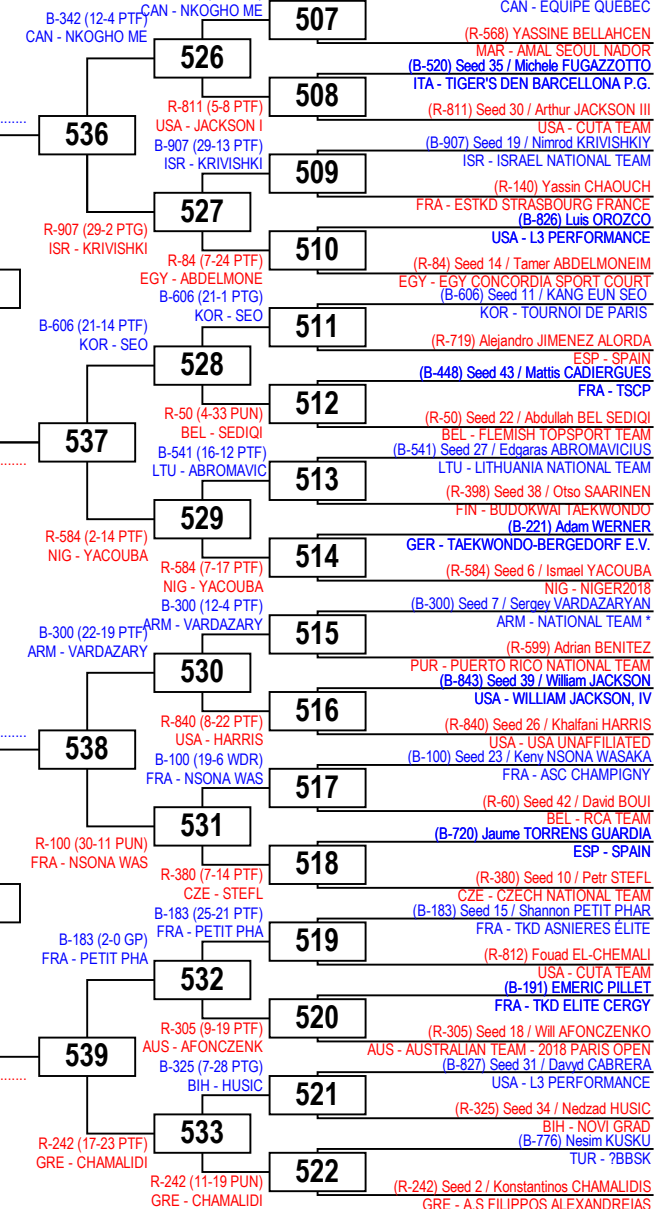 CAN - EQUIPE QUEBEC
B-342 (12-4 PTF)
CAN - NKOGHO ME
CAN - NKOGHO ME
507
(R-568) YASSINE BELLAHCEN
MAR - AMAL SEOUL NADOR
526
(B-520) Seed 35 / Michele FUGAZZOTTO
ITA - TIGER'S DEN BARCELLONA P.G.
508
R-811 (5-8 PTF)
USA - JACKSON I
(R-811) Seed 30 / Arthur JACKSON III
USA - CUTA TEAM
536
B-907 (29-13 PTF)
ISR - KRIVISHKI
(B-907) Seed 19 / Nimrod KRIVISHKIY
ISR - ISRAEL NATIONAL TEAM
509
(R-140) Yassin CHAOUCH
FRA - ESTKD STRASBOURG FRANCE
527
R-907 (29-2 PTG)
ISR - KRIVISHKI
(B-826) Luis OROZCO
USA - L3 PERFORMANCE
510
R-84 (7-24 PTF)
EGY - ABDELMONE
(R-84) Seed 14 / Tamer ABDELMONEIM
EGY - EGY CONCORDIA SPORT COURT
B-606 (21-1 PTG)
KOR - SEO
(B-606) Seed 11 / KANG EUN SEO
KOR - TOURNOI DE PARIS
B-606 (21-14 PTF)
KOR - SEO
511
(R-719) Alejandro JIMENEZ ALORDA
ESP - SPAIN
528
(B-448) Seed 43 / Mattis CADIERGUES
FRA - TSCP
512
R-50 (4-33 PUN)
BEL - SEDIQI
(R-50) Seed 22 / Abdullah BEL SEDIQI
BEL - FLEMISH TOPSPORT TEAM
537
B-541 (16-12 PTF)
LTU - ABROMAVIC
(B-541) Seed 27 / Edgaras ABROMAVICIUS
LTU - LITHUANIA NATIONAL TEAM
513
(R-398) Seed 38 / Otso SAARINEN
FIN - BUDOKWAI TAEKWONDO
529
R-584 (2-14 PTF)
NIG - YACOUBA
(B-221) Adam WERNER
GER - TAEKWONDO-BERGEDORF E.V.
514
R-584 (7-17 PTF)
NIG - YACOUBA
(R-584) Seed 6 / Ismael YACOUBA
NIG - NIGER2018
B-300 (12-4 PTF)
ARM - VARDAZARY
(B-300) Seed 7 / Sergey VARDAZARYAN
ARM - NATIONAL TEAM *
B-300 (22-19 PTF)
ARM - VARDAZARY
515
(R-599) Adrian BENITEZ
PUR - PUERTO RICO NATIONAL TEAM
530
(B-843) Seed 39 / William JACKSON
USA - WILLIAM JACKSON, IV
516
R-840 (8-22 PTF)
USA - HARRIS
(R-840) Seed 26 / Khalfani HARRIS
USA - USA UNAFFILIATED
538
B-100 (19-6 WDR)
FRA - NSONA WAS
(B-100) Seed 23 / Keny NSONA WASAKA
FRA - ASC CHAMPIGNY
517
(R-60) Seed 42 / David BOUI
BEL - RCA TEAM
531
R-100 (30-11 PUN)
FRA - NSONA WAS
(B-720) Jaume TORRENS GUARDIA
ESP - SPAIN
518
R-380 (7-14 PTF)
CZE - STEFL
(R-380) Seed 10 / Petr STEFL
CZE - CZECH NATIONAL TEAM
B-183 (25-21 PTF)
FRA - PETIT PHA
(B-183) Seed 15 / Shannon PETIT PHAR
FRA - TKD ASNIERES ÉLITE
B-183 (2-0 GP)
FRA - PETIT PHA
519
(R-812) Fouad EL-CHEMALI
USA - CUTA TEAM
532
(B-191) EMERIC PILLET
FRA - TKD ELITE CERGY
520
R-305 (9-19 PTF)
AUS - AFONCZENK
(R-305) Seed 18 / Will AFONCZENKO
AUS - AUSTRALIAN TEAM - 2018 PARIS OPEN
539
B-325 (7-28 PTG)
BIH - HUSIC
(B-827) Seed 31 / Davyd CABRERA
USA - L3 PERFORMANCE
521
(R-325) Seed 34 / Nedzad HUSIC
BIH - NOVI GRAD
533
R-242 (17-23 PTF)
GRE - CHAMALIDI
(B-776) Nesim KUSKU
TUR - ?BBSK
522
R-242 (11-19 PUN)
GRE - CHAMALIDI
(R-242) Seed 2 / Konstantinos CHAMALIDIS
GRE - A.S FILIPPOS ALEXANDREIAS